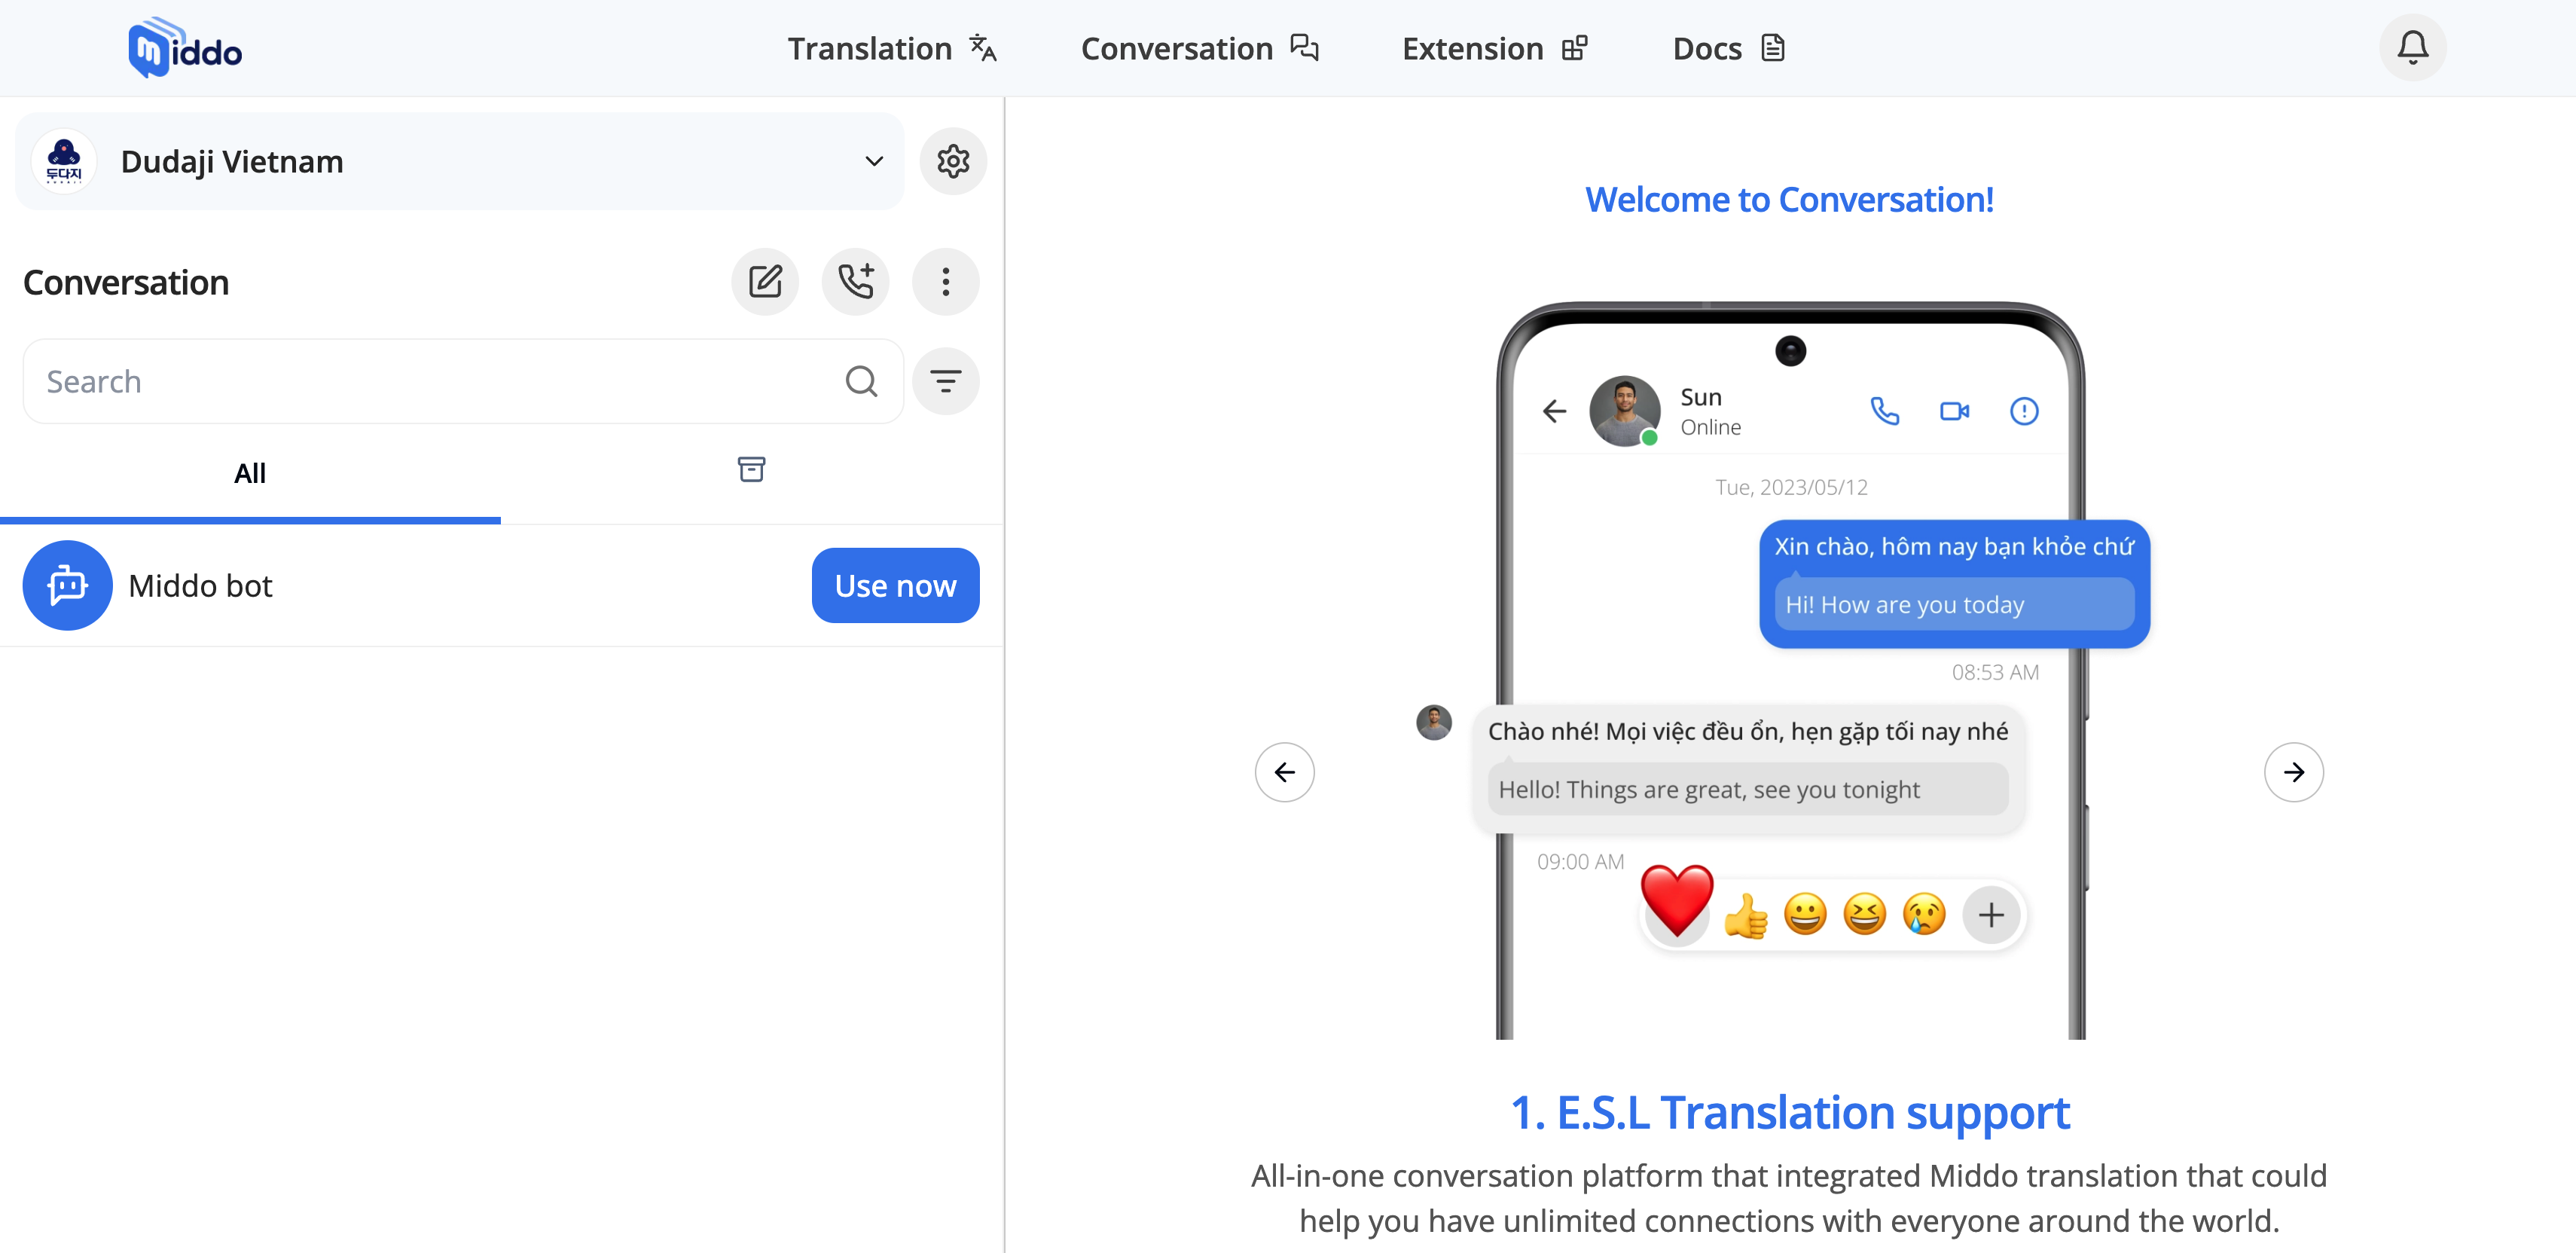 middo
Translation
Conversation
Extension
Docs
두다지
Dudaji Vietnam
Conversation
Search
All
Middo bot
Use now
Welcome to Conversation!
Sun
Online
Tue, 2023/05/12
Xin chào, hôm nay bạn khỏe chứ
Hi! How are you today
08:53 AM
Chào nhé! Mọi việc đều ổn, hẹn gặp tối nay nhé
Hello! Things are great, see you tonight
09:00 AM
1. E.S.L Translation support
All-in-one conversation platform that integrated Middo translation that could
help you have unlimited connections with everyone around the world.